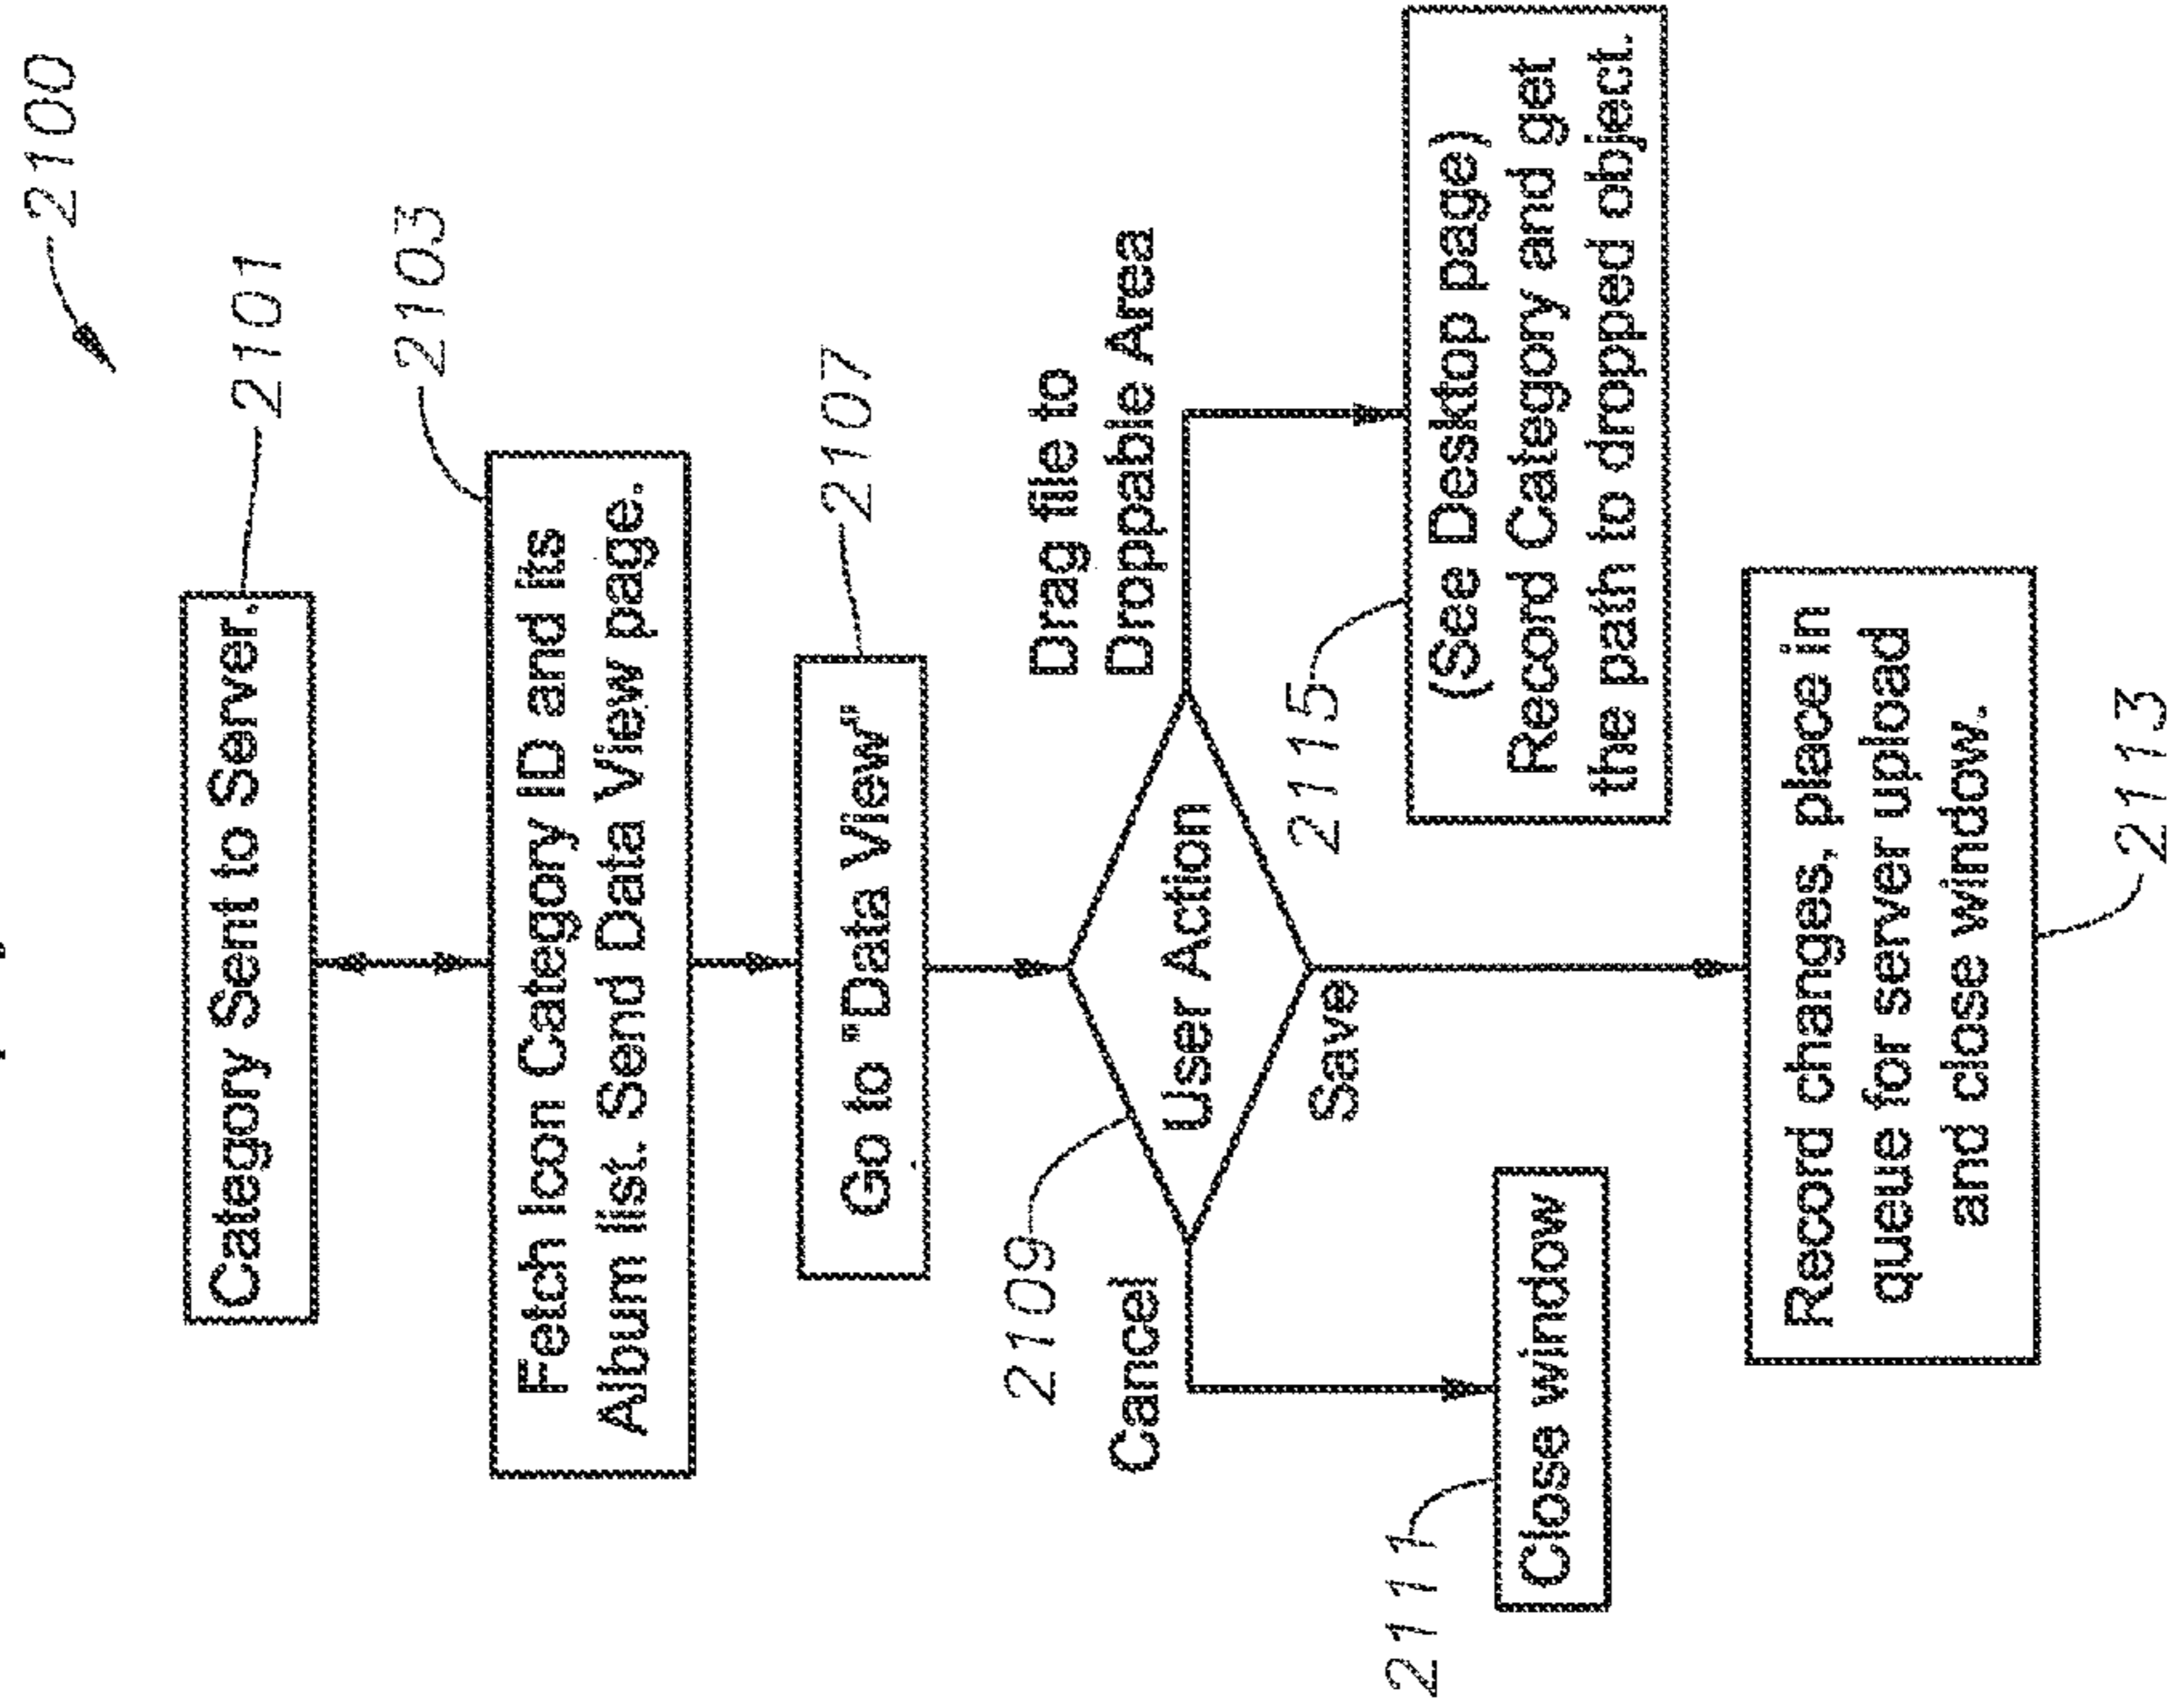 2100
2101
Category Sent to Server.
2103
Fetch Icon Category ID and its
Album list. Send Data View page.
2107
Go to "Data View"
2109
User Action
Cancel
Save
Drag file to
Droppable Area
2111
Close window
2115
(See Desktop page)
Record Category and get
the path to dropped object.
Record changes, place in
queue for server upload
and close window.
2113